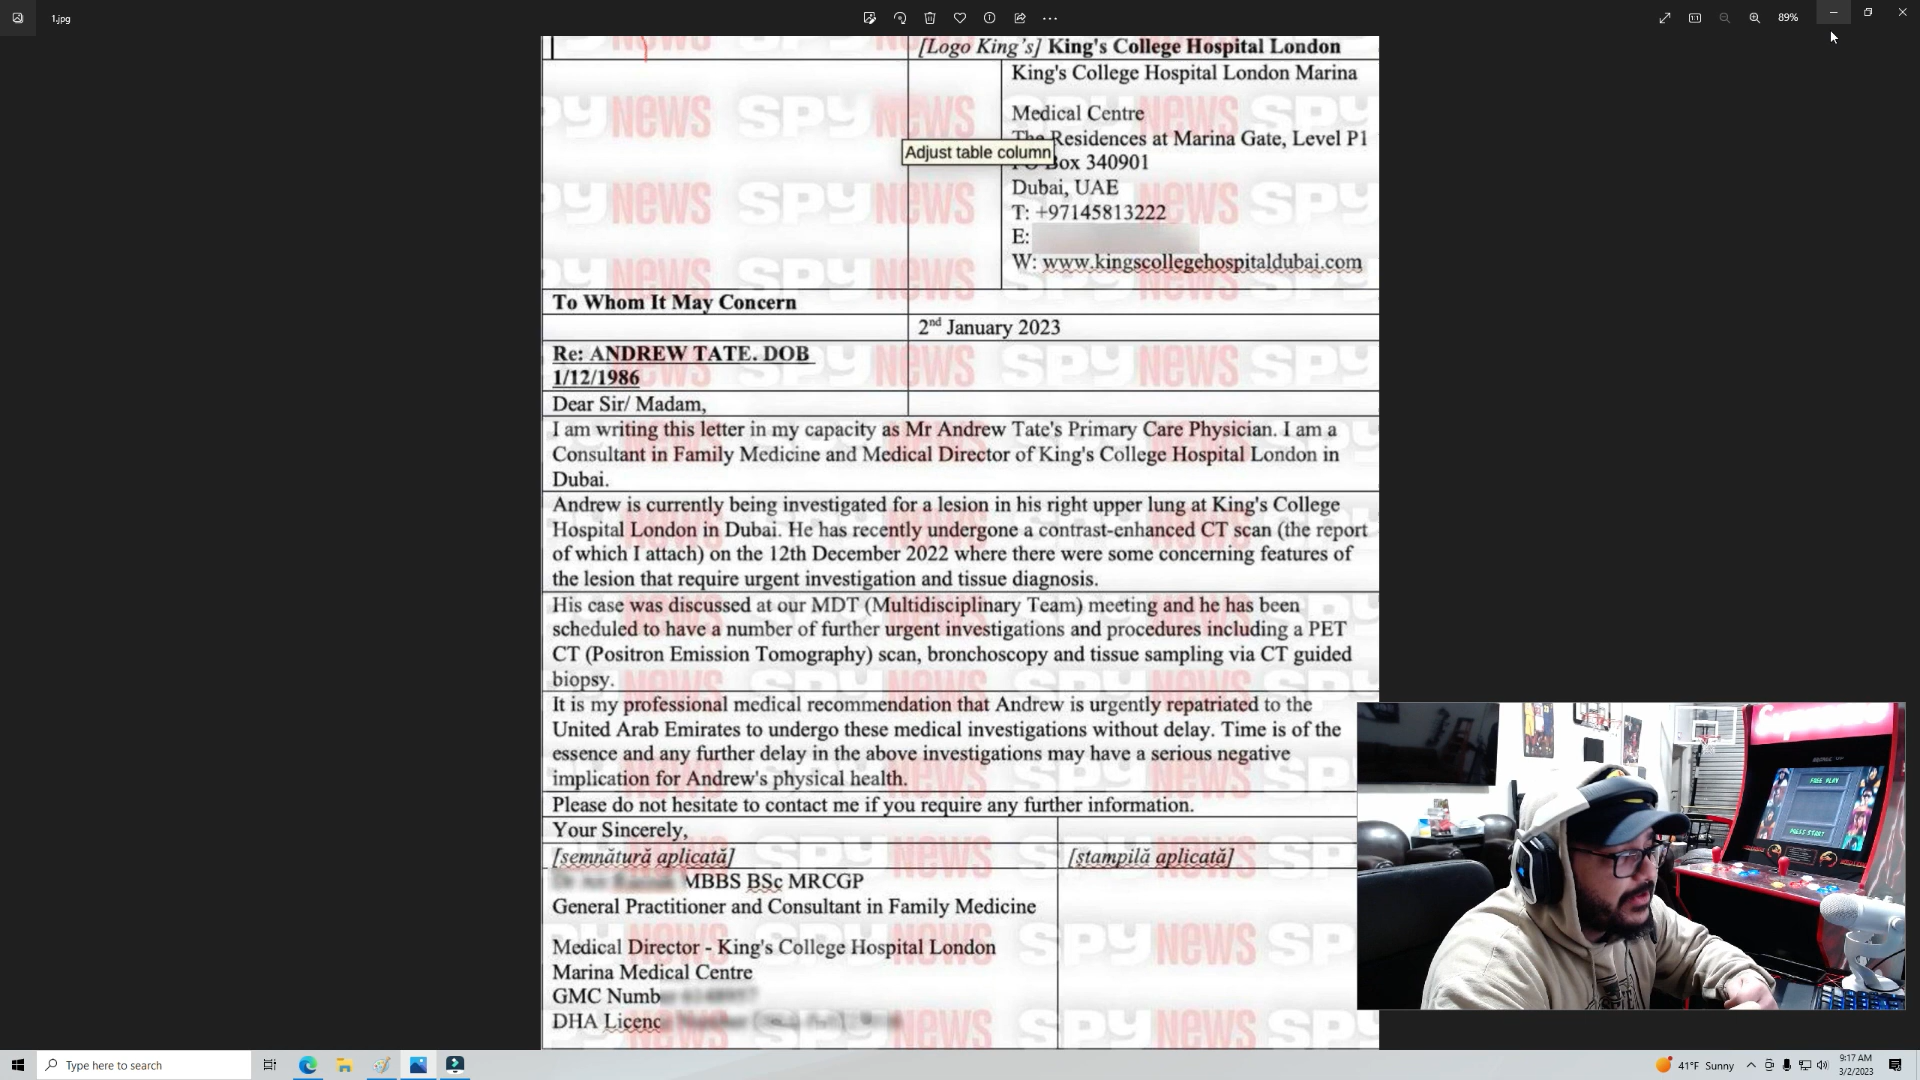 1.jpg
89%
[Logo King's] King's College Hospital London
King's College Hospital London Marina
Medical Centre
The Residences at Marina Gate, Level P1
Adjust table column
PO Box 340901
Dubai, UAE
T: +97145813222
E:
W: www.kingscollegehospitaldubai.com
To Whom It May Concern
2nd January 2023
Re: ANDREW TATE. DOB
1/12/1986
Dear Sir/ Madam,
I am writing this letter in my capacity as Mr Andrew Tate's Primary Care Physician. I am a
Consultant in Family Medicine and Medical Director of King's College Hospital London in
Dubai.
Andrew is currently being investigated for a lesion in his right upper lung at King's College
Hospital London in Dubai. He has recently undergone a contrast-enhanced CT scan (the report
of which I attach) on the 12th December 2022 where there were some concerning features of
the lesion that require urgent investigation and tissue diagnosis.
His case was discussed at our MDT (Multidisciplinary Team) meeting and he has been
scheduled to have a number of further urgent investigations and procedures including a PET
CT (Positron Emission Tomography) scan, bronchoscopy and tissue sampling via CT guided
biopsy.
It is my professional medical recommendation that Andrew is urgently repatriated to the
United Arab Emirates to undergo these medical investigations without delay. Time is of the
essence and any further delay in the above investigations may have a serious negative
implication for Andrew's physical health.
Please do not hesitate to contact me if you require any further information.
Your Sincerely,
[semnătură aplicată]
[ștampilă aplicată]
MBBS BSc MRCGP
General Practitioner and Consultant in Family Medicine
Medical Director - King's College Hospital London
Marina Medical Centre
GMC Numb
DHA Licenc
SPY NEWS
FREE PLAY
PRESS START
Type here to search
41°F Sunny
9:17 AM
3/2/2023